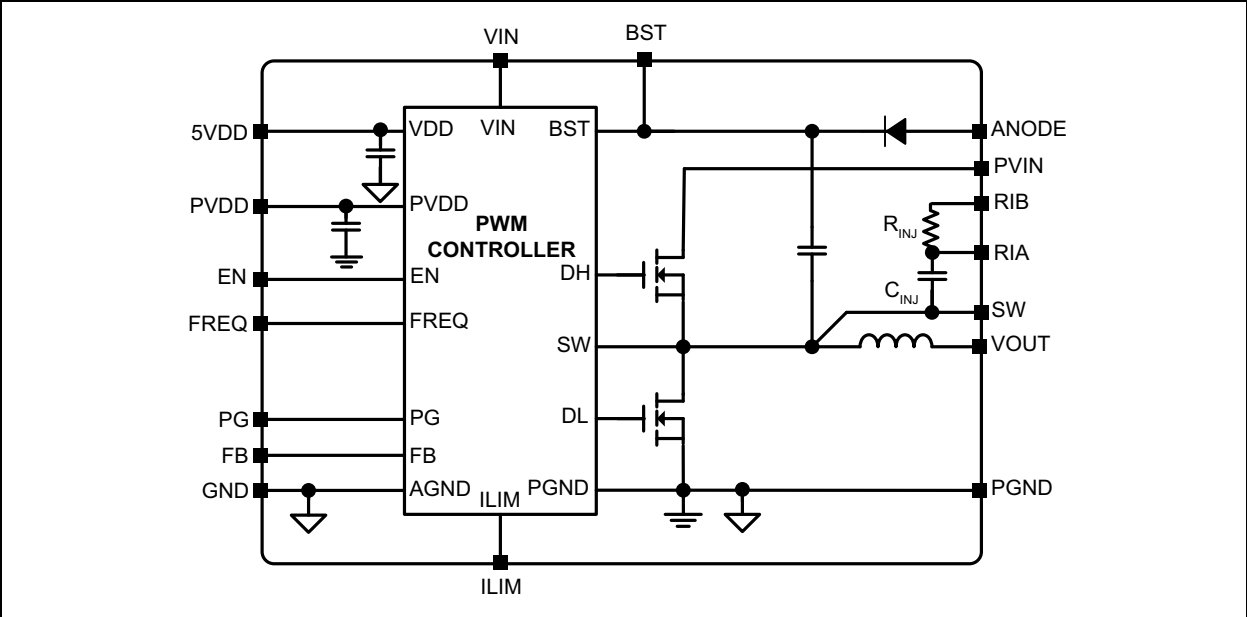 VIN
BST
5VDD
VDD
VIN
BST
ANODE
PVIN
PVDD
PVDD
PWM
CONTROLLER
RIB
R_INJ
RIA
EN
EN
DH
C_INJ
SW
FREQ
FREQ
SW
VOUT
PG
PG
DL
FB
FB
GND
AGND
ILIM
PGND
PGND
ILIM